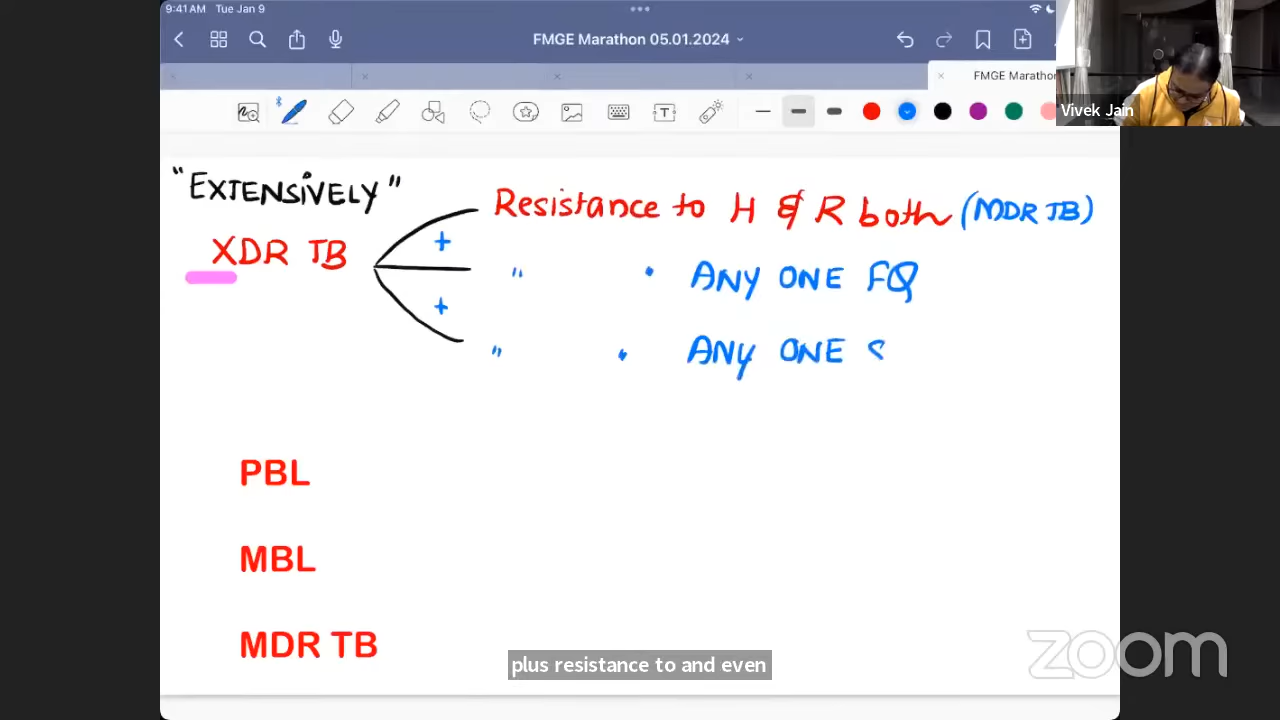 9:41 AM Tue Jan 9
FMGE Marathon 05.01.2024
FMGE Marathon
Vivek Jain
"EXTENSIVELY"
XDR TB
Resistance to H & R both (MDR TB)
+
" • ANY ONE FQ
+
" • ANY ONE S
PBL
MBL
MDR TB
plus resistance to and even
zoom